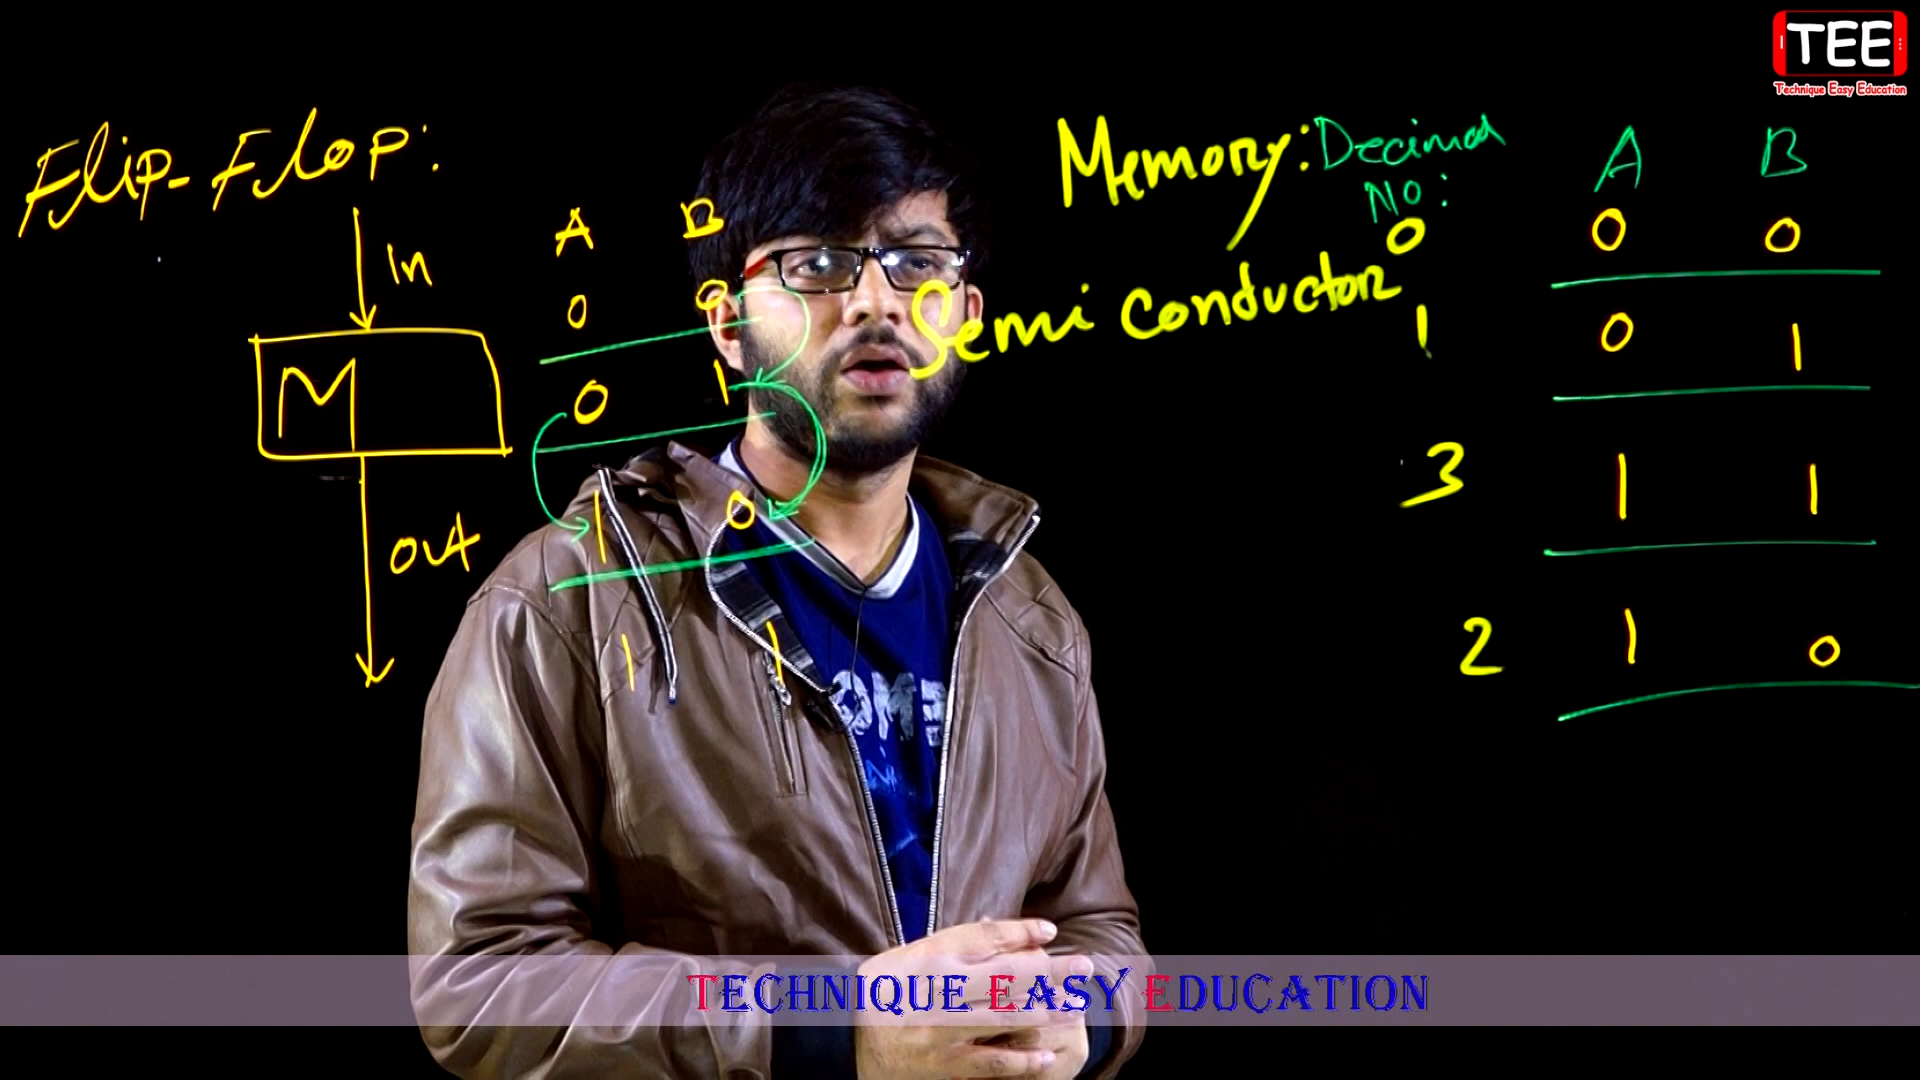 TEE
Technique Easy Education
Flip-Flop:
In
M
out
A B
0 0
0 1
1 0
1 1
Memory:
Semi conductor
Decimal No: A B
0 0 0
1 0 1
3 1 1
2 1 0
TECHNIQUE EASY EDUCATION